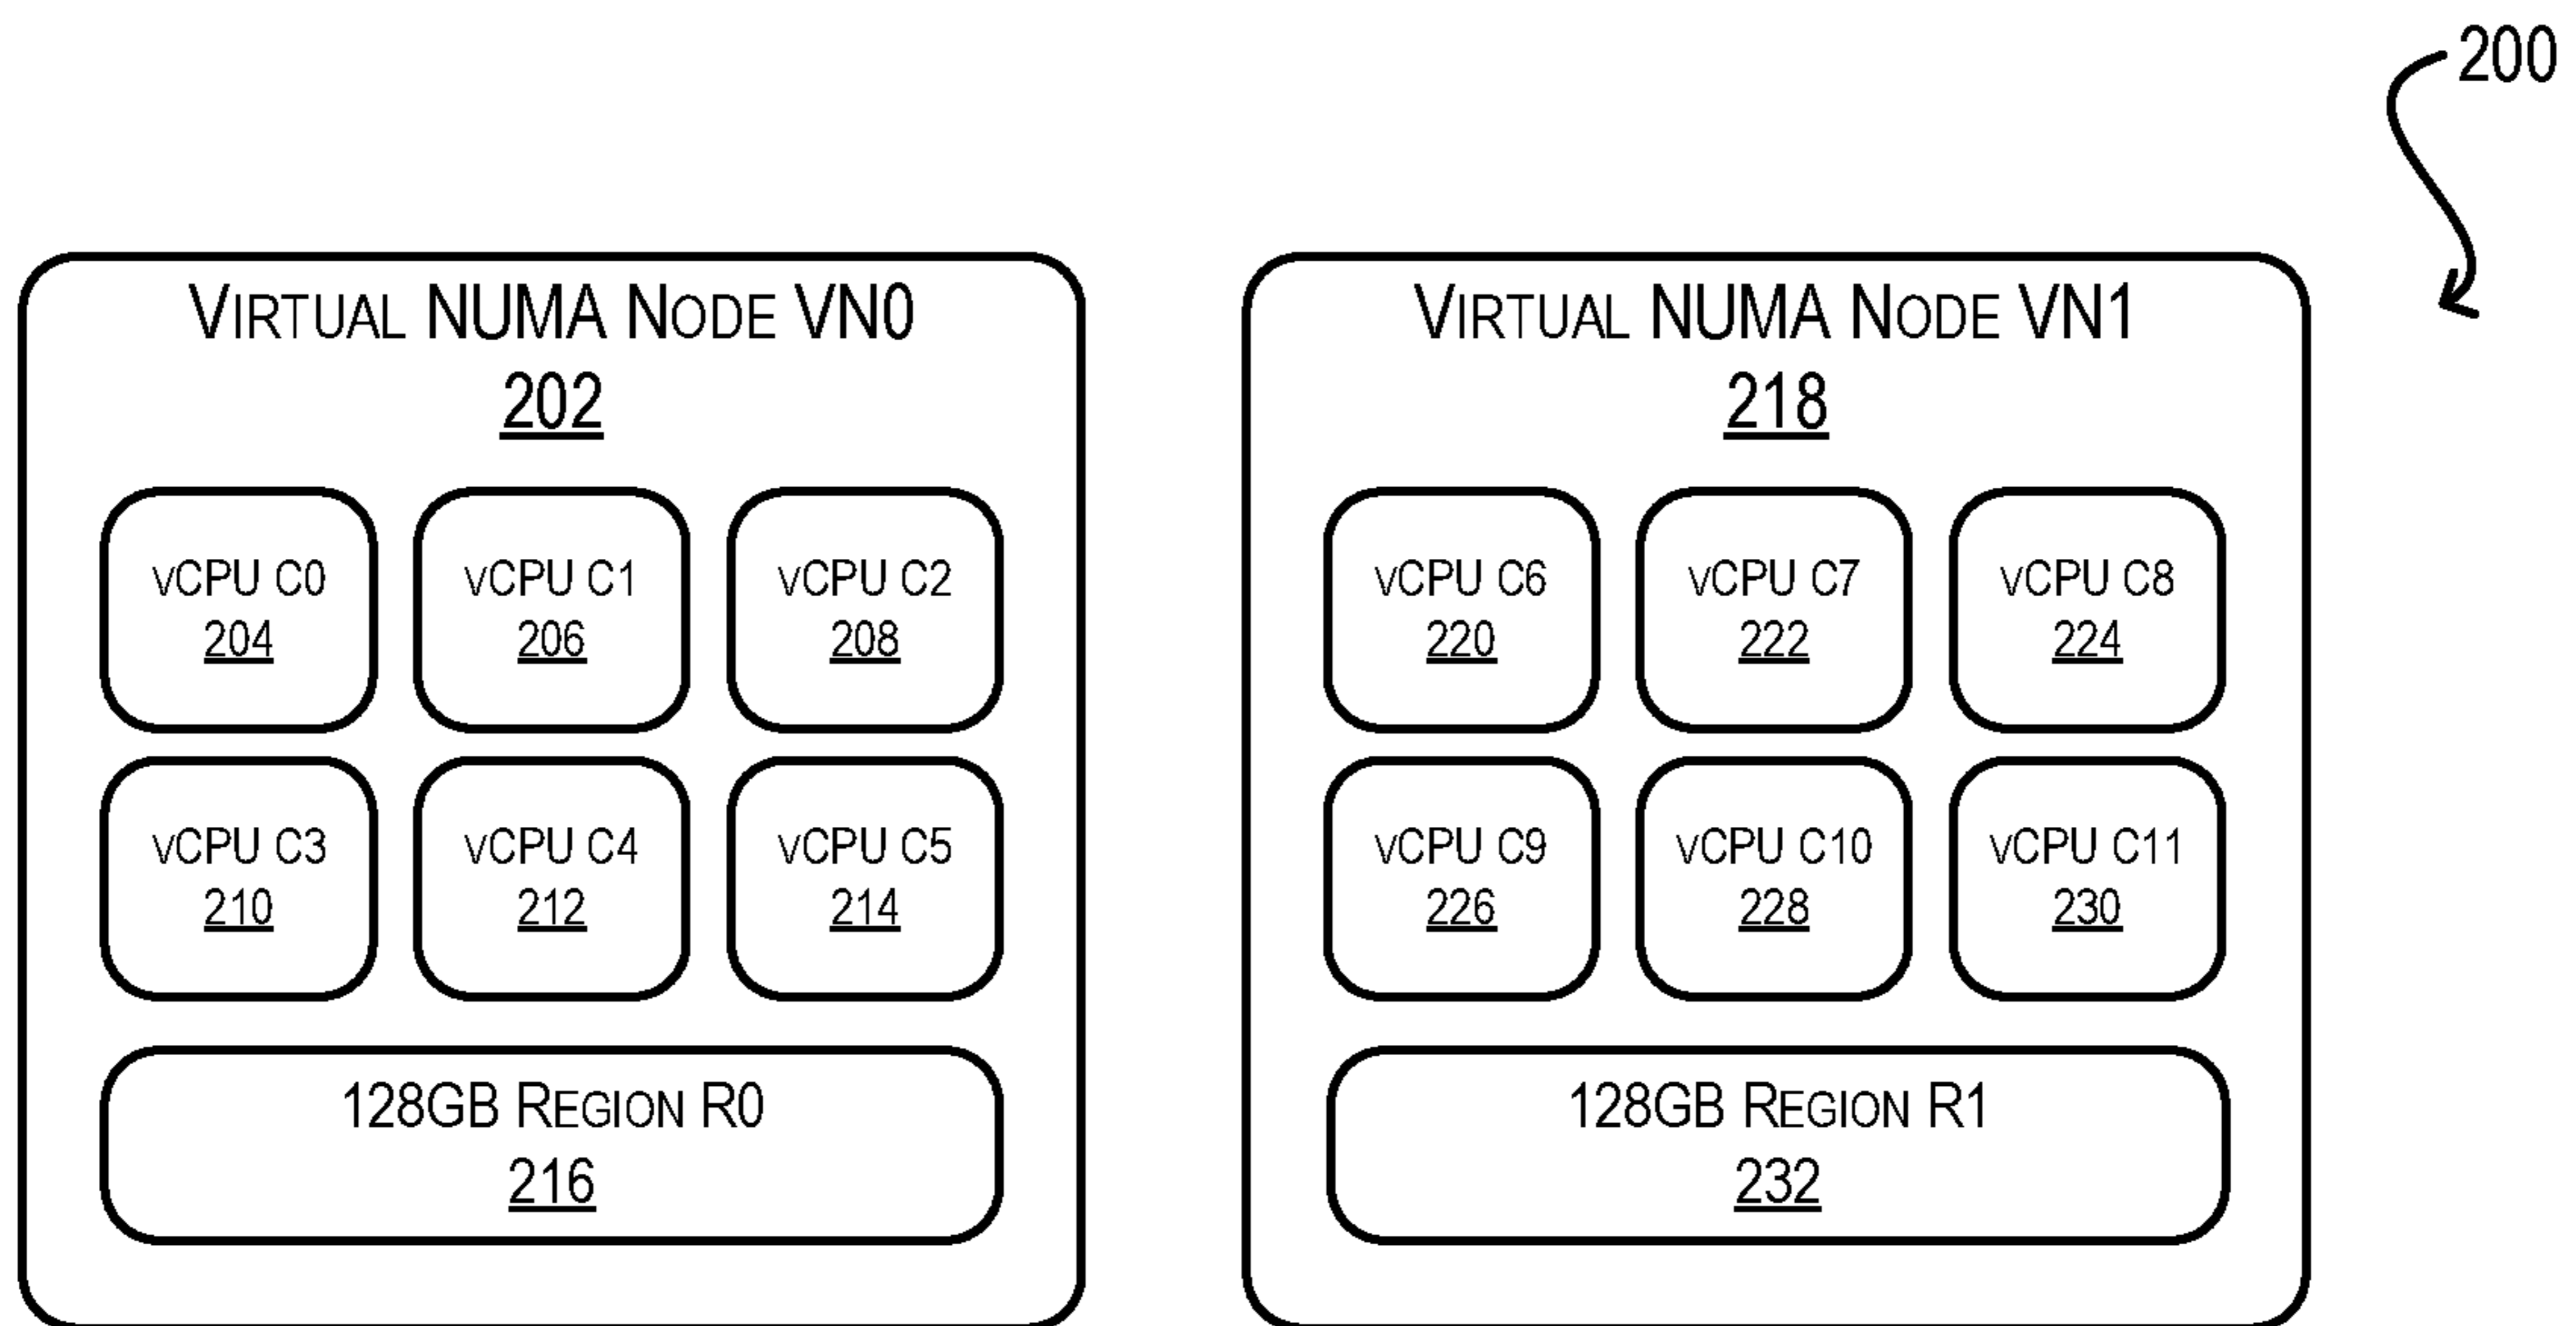 200
VIRTUAL NUMA NODE VN0
202
VCPU C0
204
VCPU C1
206
VCPU C2
208
VCPU C3
210
VCPU C4
212
VCPU C5
214
128GB REGION R0
216
VIRTUAL NUMA NODE VN1
218
VCPU C6
220
VCPU C7
222
VCPU C8
224
VCPU C9
226
VCPU C10
228
VCPU C11
230
128GB REGION R1
232